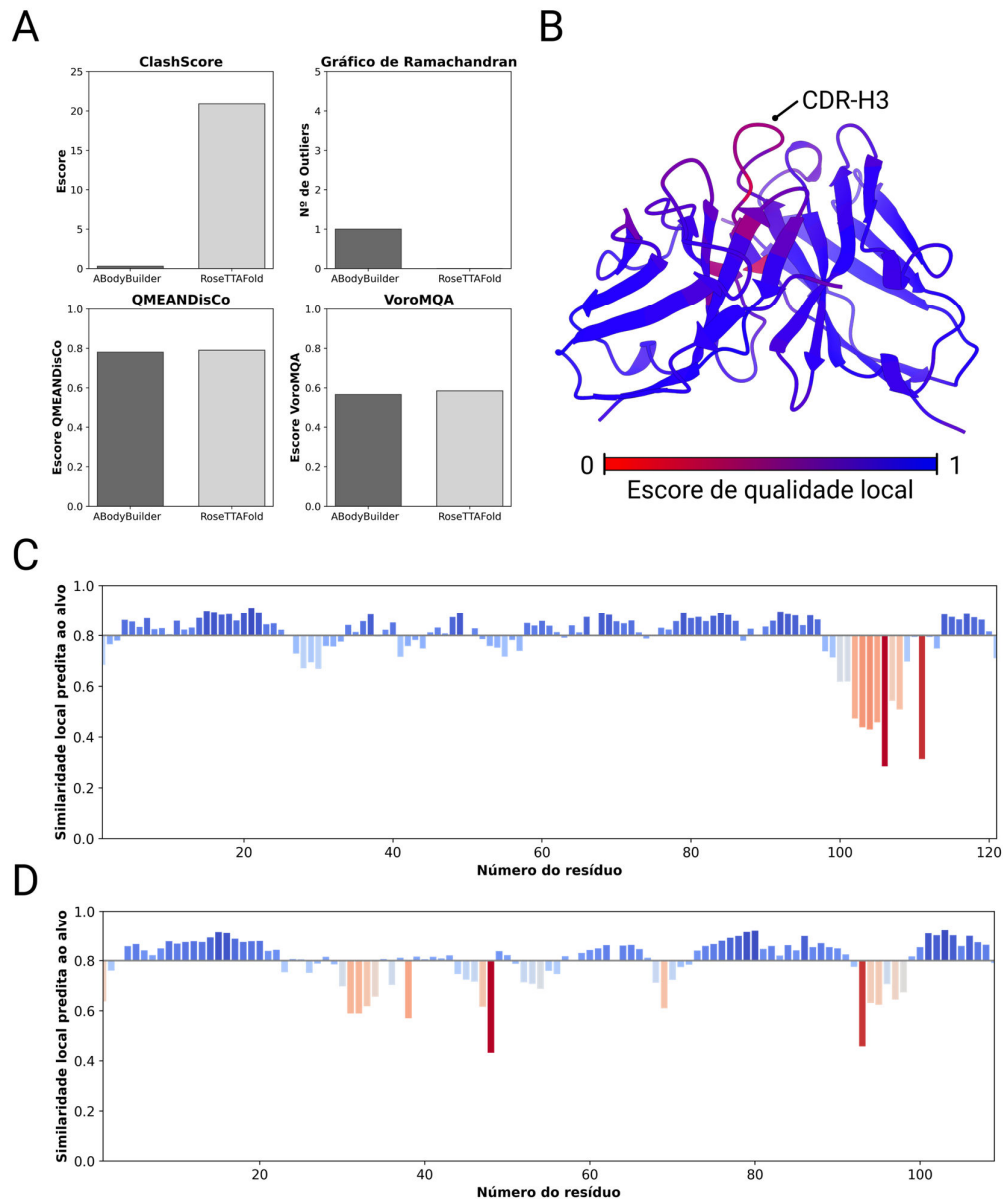 A
ClashScore
Escore
25
20
15
10
5
0
ABodyBuilder
RoseTTAFold
Gráfico de Ramachandran
Nº de Outliers
5
4
3
2
1
0
ABodyBuilder
RoseTTAFold
QMEANDisCo
Escore QMEANDisCo
1.0
0.8
0.6
0.4
0.2
0.0
ABodyBuilder
RoseTTAFold
VoroMQA
Escore VoroMQA
1.0
0.8
0.6
0.4
0.2
0.0
ABodyBuilder
RoseTTAFold
B
CDR-H3
0
1
Escore de qualidade local
C
Similaridade local predita ao alvo
1.0
0.8
0.6
0.4
0.2
0.0
20
40
60
80
100
120
Número do resíduo
D
Similaridade local predita ao alvo
1.0
0.8
0.6
0.4
0.2
0.0
20
40
60
80
100
Número do resíduo